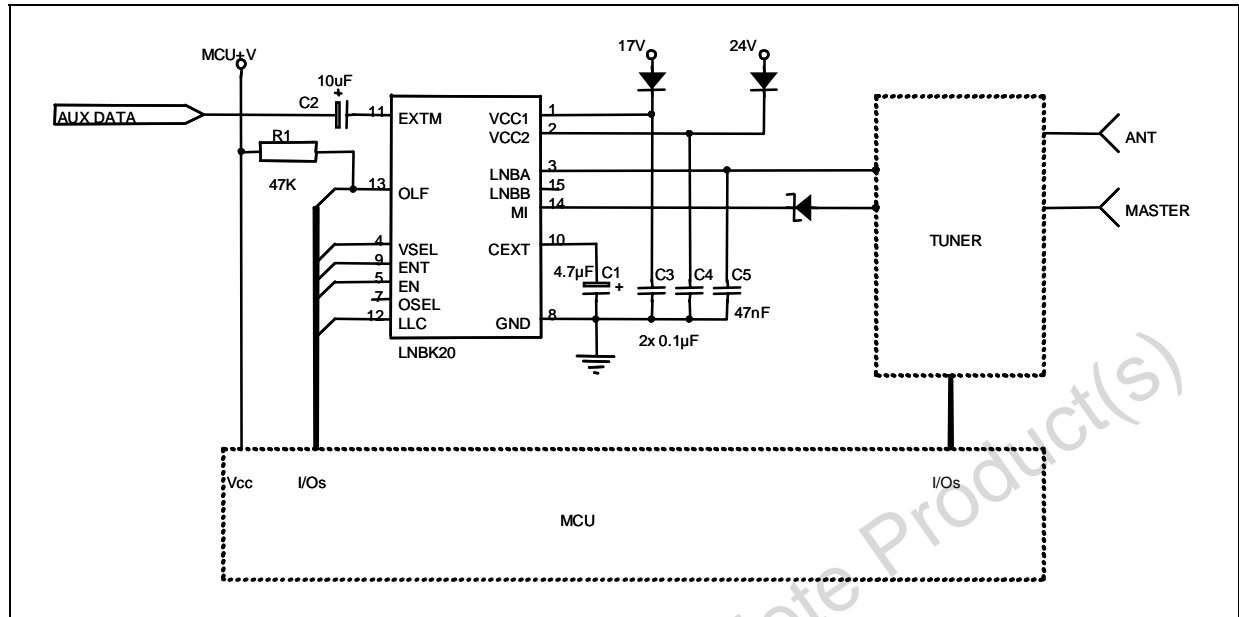 MCU+V
17V
24V
10uF
+
C2
AUX DATA
11
EXTM
VCC1
1
VCC2
2
R1
47K
ANT
LNBA
3
13
OLF
LNBB
15
MI
14
MASTER
TUNER
4
VSEL
CEXT
10
9
ENT
5
EN
7
OSEL
12
LLC
GND
8
4.7µF
C1
+
C3
C4
C5
47nF
2x 0.1µF
LNBK20
Vcc
I/Os
I/Os
MCU
lete Product(s)